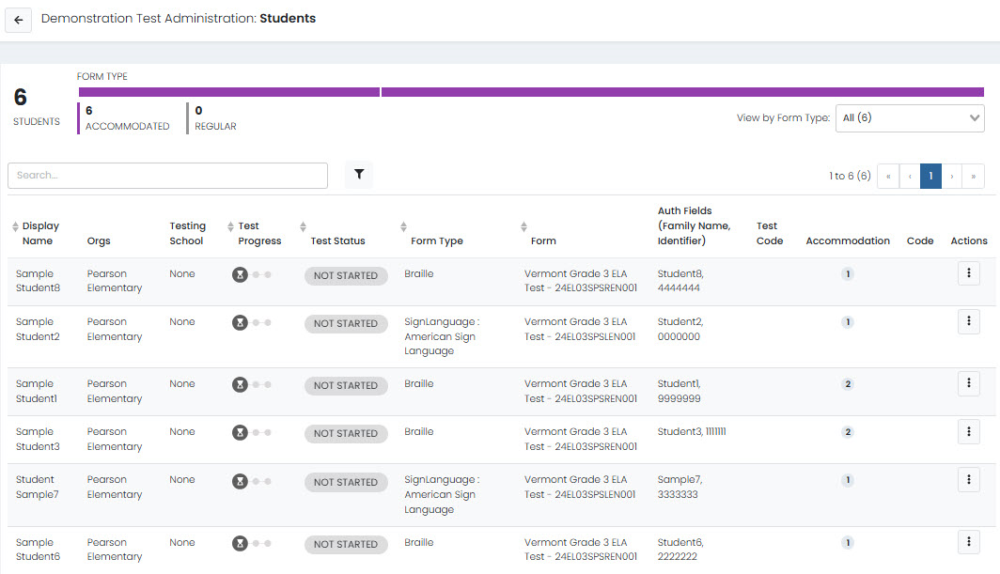 Demonstration Test Administration: Students
FORM TYPE
6
STUDENTS
6
ACCOMMODATED
0
REGULAR
View by Form Type: All (6)
Search...
1 to 6 (6) « ‹ 1 › »
Display Name Orgs Testing School Test Progress Test Status Form Type Form Auth Fields (Family Name, Identifier) Test Code Accommodation Code Actions
Sample Pearson None NOT STARTED Braille Vermont Grade 3 ELA Student8, 1
Student8 Elementary Test - 24EL03SPSREN001 4444444
Sample Pearson None NOT STARTED SignLanguage : Vermont Grade 3 ELA Student2, 1
Student2 Elementary American Sign Test - 24EL03SPSLEN001 0000000
Language
Sample Pearson None NOT STARTED Braille Vermont Grade 3 ELA Student1, 2
Student1 Elementary Test - 24EL03SPSREN001 9999999
Sample Pearson None NOT STARTED Braille Vermont Grade 3 ELA Student3, 1111111 2
Student3 Elementary Test - 24EL03SPSREN001
Student Pearson None NOT STARTED SignLanguage : Vermont Grade 3 ELA Sample7, 1
Sample7 Elementary American Sign Test - 24EL03SPSLEN001 3333333
Language
Sample Pearson None NOT STARTED Braille Vermont Grade 3 ELA Student6, 1
Student6 Elementary Test - 24EL03SPSREN001 2222222